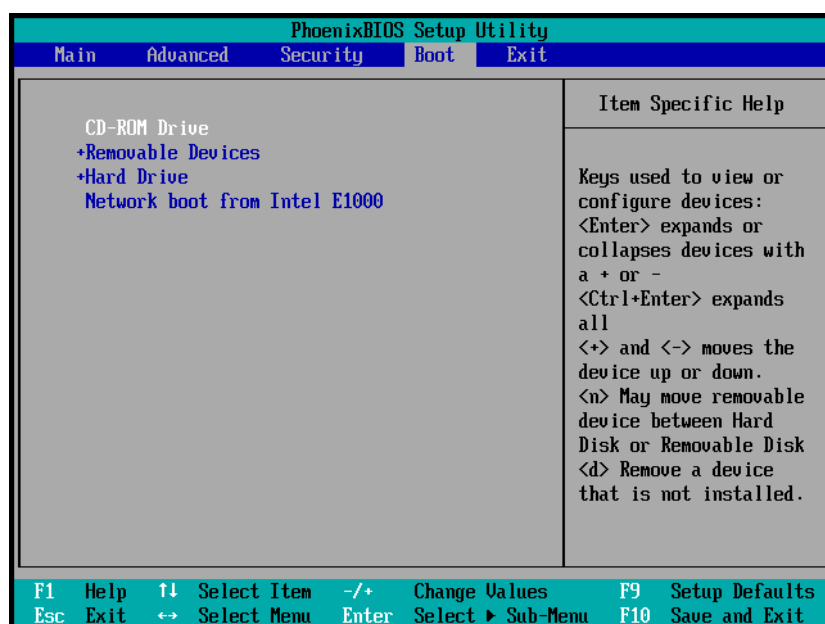 PhoenixBIOS Setup Utility
Main Advanced Security Boot Exit
CD-ROM Drive
+Removable Devices
+Hard Drive
Network boot from Intel E1000
Item Specific Help
Keys used to view or
configure devices:
<Enter> expands or
collapses devices with
a + or -
<Ctrl+Enter> expands
all
<+> and <-> moves the
device up or down.
<n> May move removable
device between Hard
Disk or Removable Disk
<d> Remove a device
that is not installed.
F1 Help ↑↓ Select Item -/+ Change Values F9 Setup Defaults
Esc Exit ↔ Select Menu Enter Select ▶ Sub-Menu F10 Save and Exit